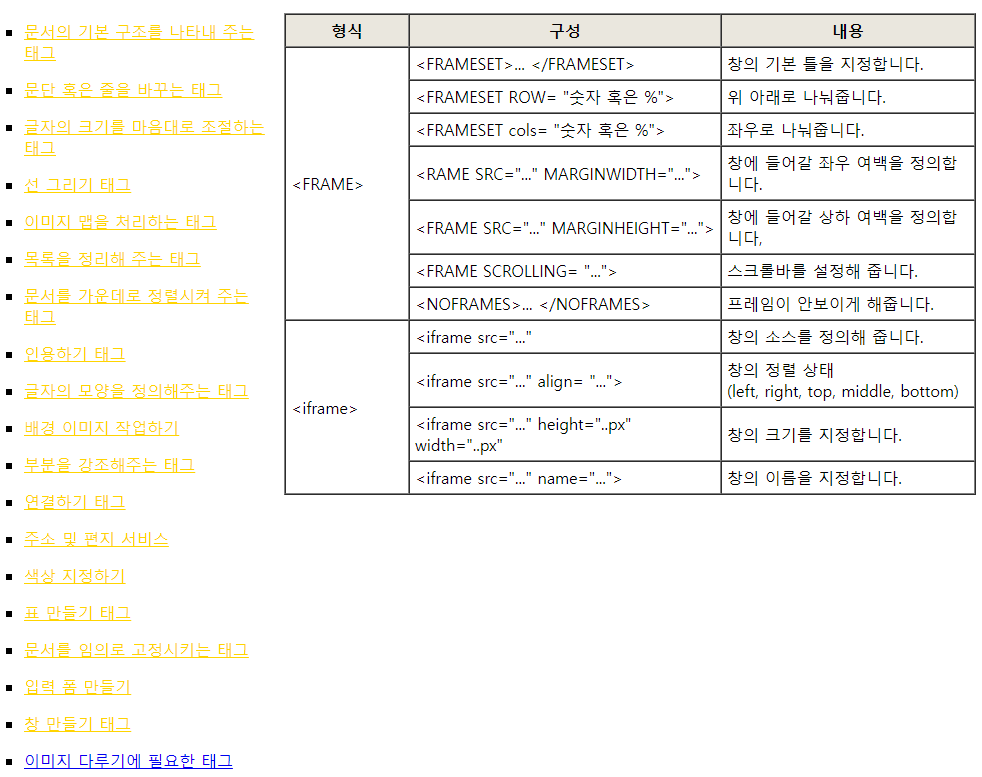 문서의 기본 구조를 나타내 주는
태그
문단 혹은 줄을 바꾸는 태그
글자의 크기를 마음대로 조절하는
태그
선 그리기 태그
이미지 맵을 처리하는 태그
목록을 정리해 주는 태그
문서를 가운데로 정렬시켜 주는
태그
인용하기 태그
글자의 모양을 정의해주는 태그
배경 이미지 작업하기
부분을 강조해주는 태그
연결하기 태그
주소 및 편지 서비스
색상 지정하기
표 만들기 태그
문서를 임의로 고정시키는 태그
입력 폼 만들기
창 만들기 태그
이미지 다루기에 필요한 태그
형식 구성 내용
<FRAME>
<FRAMESET>... </FRAMESET> 창의 기본 틀을 지정합니다.
<FRAMESET ROW= "숫자 혹은 %"> 위 아래로 나눠줍니다.
<FRAMESET cols= "숫자 혹은 %"> 좌우로 나눠줍니다.
<RAME SRC="..." MARGINWIDTH="..."> 창에 들어갈 좌우 여백을 정의합
니다.
<FRAME SRC="..." MARGINHEIGHT="..."> 창에 들어갈 상하 여백을 정의합
니다,
<FRAME SCROLLING= "..."> 스크롤바를 설정해 줍니다.
<NOFRAMES>... </NOFRAMES> 프레임이 안보이게 해줍니다.
<iframe>
<iframe src="..." 창의 소스를 정의해 줍니다.
<iframe src="..." align= "..."> 창의 정렬 상태
(left, right, top, middle, bottom)
<iframe src="..." height="..px"
width="..px" 창의 크기를 지정합니다.
<iframe src="..." name="..."> 창의 이름을 지정합니다.